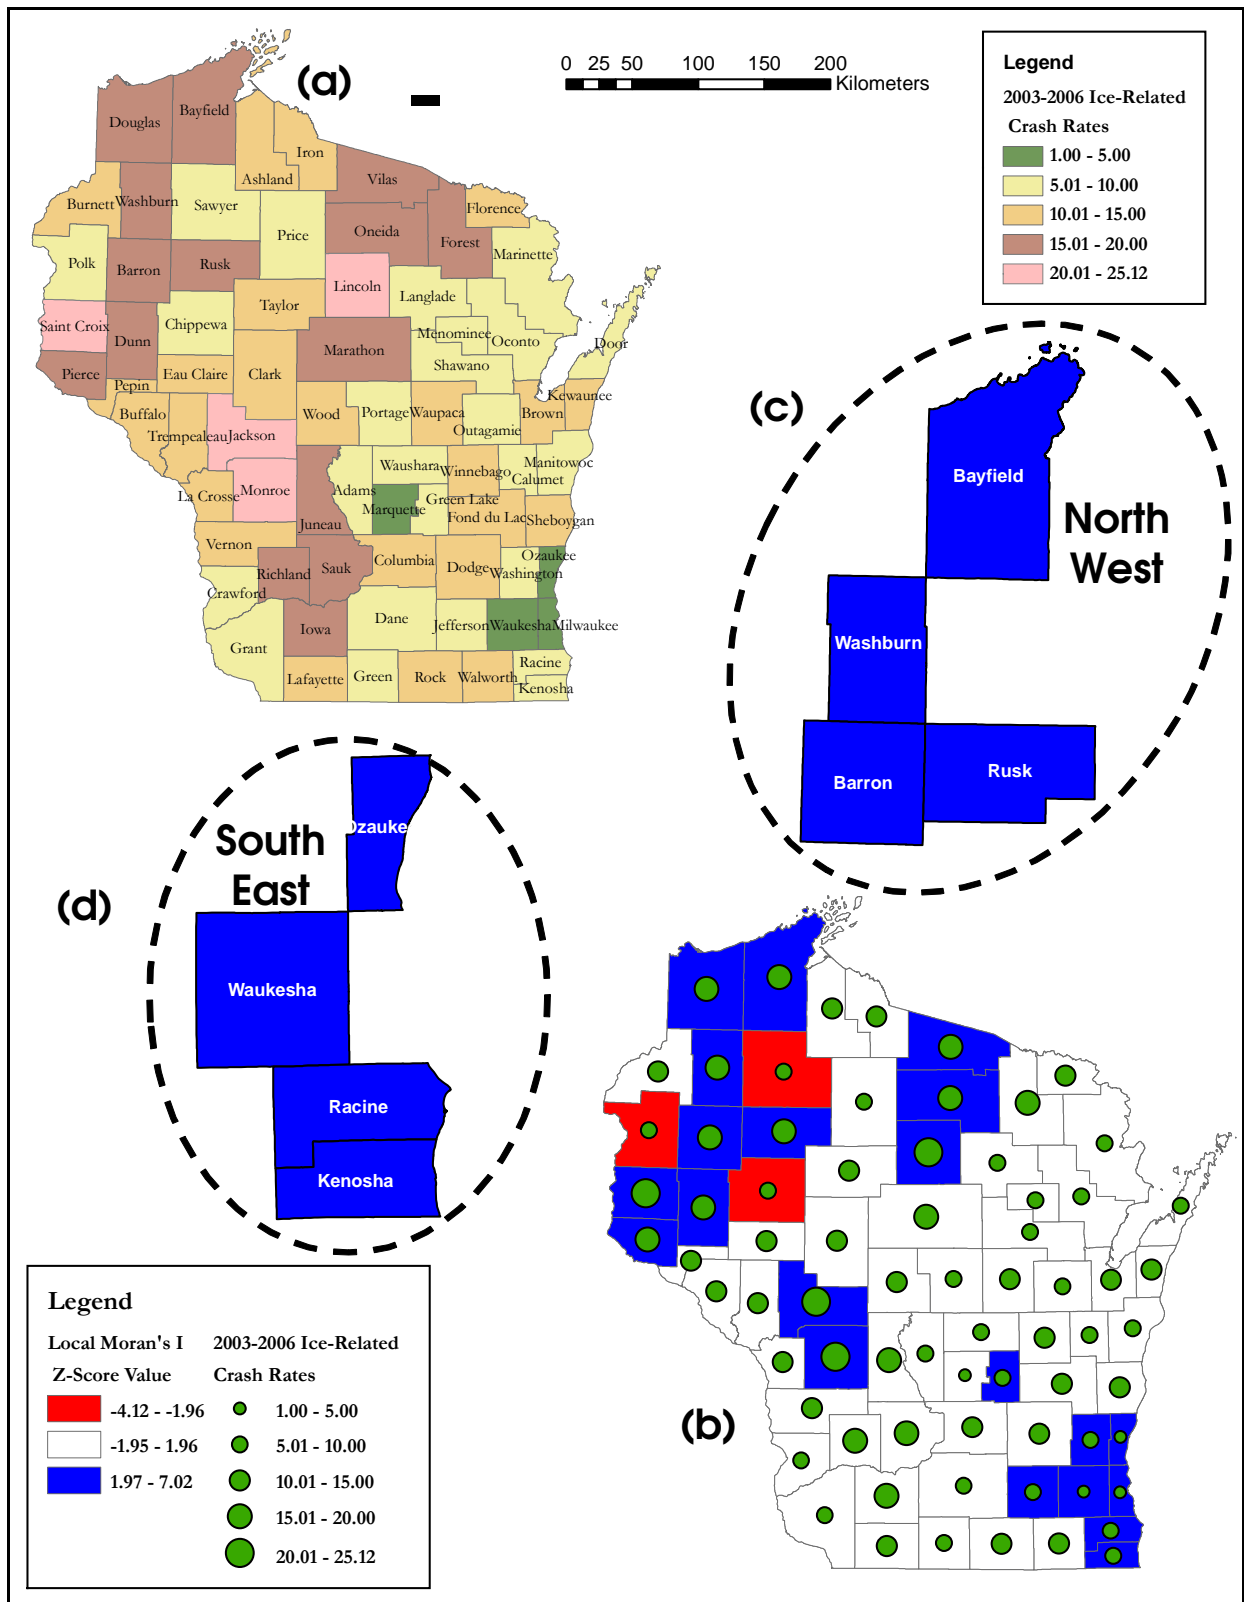 (a)
0 25 50 100 150 200
Kilometers
Legend
2003-2006 Ice-Related
Crash Rates
1.00 - 5.00
5.01 - 10.00
10.01 - 15.00
15.01 - 20.00
20.01 - 25.12
Douglas
Bayfield
Iron
Ashland
Vilas
Burnett
Washburn
Sawyer
Florence
Price
Oneida
Forest
Marinette
Polk
Barron
Rusk
Lincoln
Langlade
Taylor
Saint Croix
Chippewa
Dunn
Menominee
Oconto
Door
Marathon
Shawano
Pierce
Pepin
Eau Claire
Clark
Kewaunee
Buffalo
Wood
Portage
Waupaca
Brown
Outagamie
Trempealeau
Jackson
Waushara
Winnebago
Manitowoc
Calumet
La Crosse
Monroe
Adams
Green Lake
Marquette
Fond du Lac
Sheboygan
Juneau
Vernon
Columbia
Ozaukee
Richland
Sauk
Dodge
Washington
Crawford
Dane
Jefferson
Waukesha
Milwaukee
Iowa
Grant
Racine
Lafayette
Green
Rock
Walworth
Kenosha
(c)
Bayfield
North
West
Washburn
Barron
Rusk
(d)
South
East
Ozauke
Waukesha
Racine
Kenosha
(b)
Legend
Local Moran's I
Z-Score Value
-4.12 - -1.96
-1.95 - 1.96
1.97 - 7.02
2003-2006 Ice-Related
Crash Rates
1.00 - 5.00
5.01 - 10.00
10.01 - 15.00
15.01 - 20.00
20.01 - 25.12